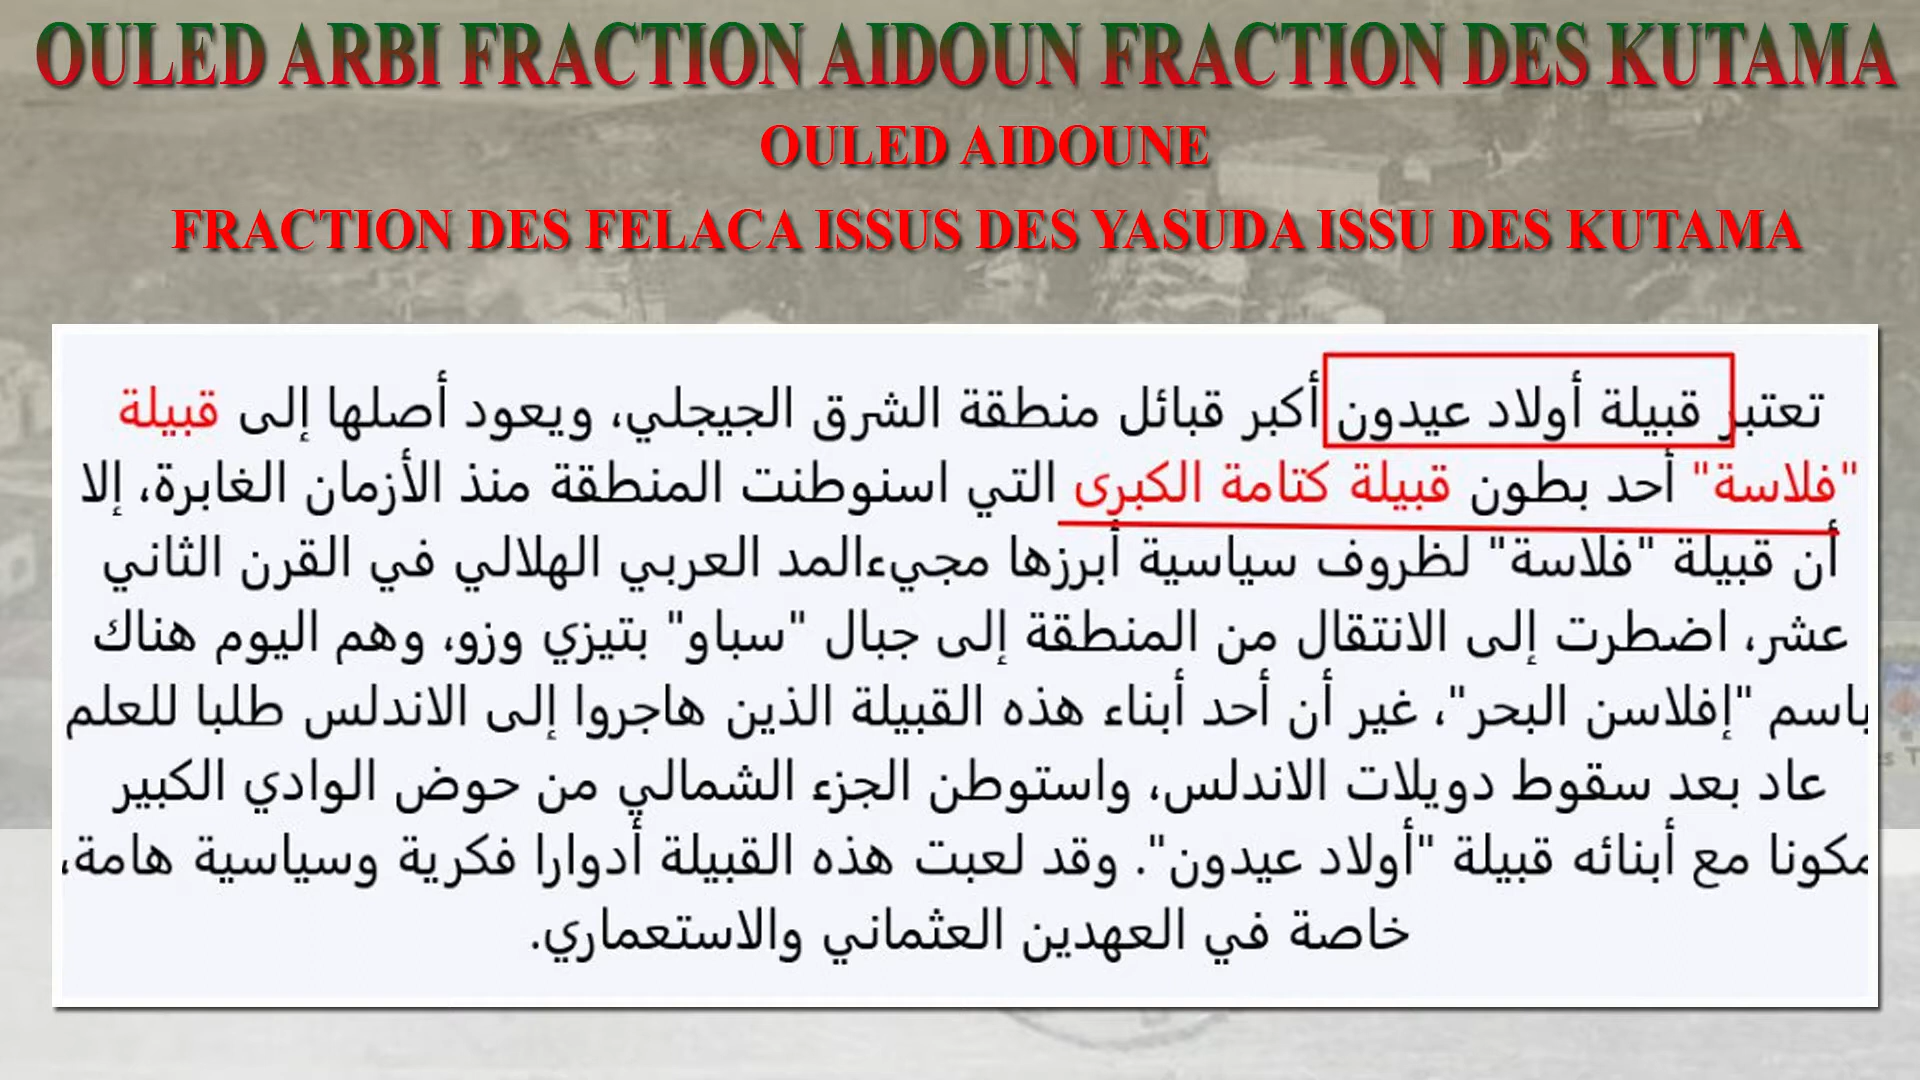 OULED ARBI FRACTION AIDOUN FRACTION DES KUTAMA
OULED AIDOUNE
FRACTION DES FELACA ISSUS DES YASUDA ISSU DES KUTAMA
تعتبر قبيلة أولاد عيدون أكبر قبائل منطقة الشرق الجيجلي، ويعود أصلها إلى قبيلة
"فلاسة" أحد بطون قبيلة كتامة الكبرى التي اسنوطنت المنطقة منذ الأزمان الغابرة، إلا
أن قبيلة "فلاسة" لظروف سياسية أبرزها مجيءالمد العربي الهلالي في القرن الثاني
عشر، اضطرت إلى الانتقال من المنطقة إلى جبال "سباو" بتيزي وزو، وهم اليوم هناك
باسم "إفلاسن البحر"، غير أن أحد أبناء هذه القبيلة الذين هاجروا إلى الاندلس طلبا للعلم
عاد بعد سقوط دويلات الاندلس، واستوطن الجزء الشمالي من حوض الوادي الكبير
مكونا مع أبنائه قبيلة "أولاد عيدون". وقد لعبت هذه القبيلة أدوارا فكرية وسياسية هامة،
خاصة في العهدين العثماني والاستعماري.